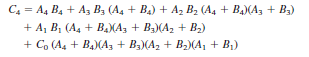 C₄ = A₄ B₄ + A₃ B₃ (A₄ + B₄) + A₂ B₂ (A₄ + B₄)(A₃ + B₃)
+ A₁ B₁ (A₄ + B₄)(A₃ + B₃)(A₂ + B₂)
+ C₀ (A₄ + B₄)(A₃ + B₃)(A₂ + B₂)(A₁ + B₁)